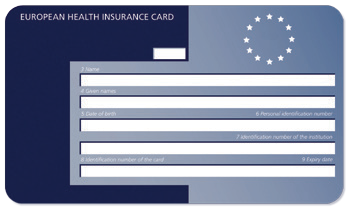 EUROPEAN HEALTH INSURANCE CARD
3 Name
4 Given names
5 Date of birth 6 Personal identification number
7 Identification number of the institution
8 Identification number of the card 9 Expiry date